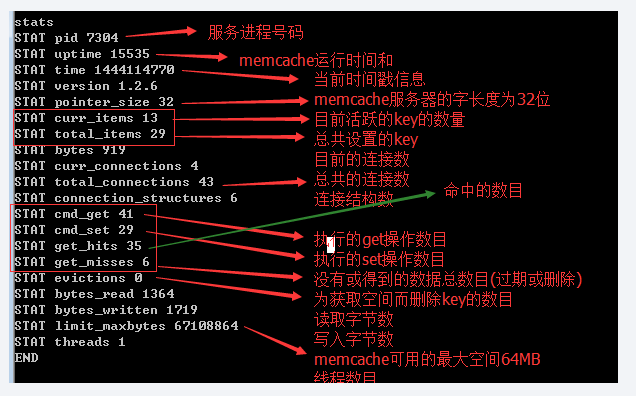 stats
STAT pid 7304 服务进程号码
STAT uptime 15535 memcache运行时间和
STAT time 1444114770 当前时间戳信息
STAT version 1.2.6
STAT pointer_size 32 memcache服务器的字长度为32位
STAT curr_items 13 目前活跃的key的数量
STAT total_items 29 总共设置的key
STAT bytes 919
STAT curr_connections 4 目前的连接数
STAT total_connections 43 总共的连接数
STAT connection_structures 6 连接结构数
命中的数目
STAT cmd_get 41 执行的get操作数目
STAT cmd_set 29 执行的set操作数目
STAT get_hits 35
STAT get_misses 6 没有或得到的数据总数目(过期或删除)
STAT evictions 0 为获取空间而删除key的数目
STAT bytes_read 1364 读取字节数
STAT bytes_written 1719 写入字节数
STAT limit_maxbytes 67108864 memcache可用的最大空间64MB
STAT threads 1 线程数目
END